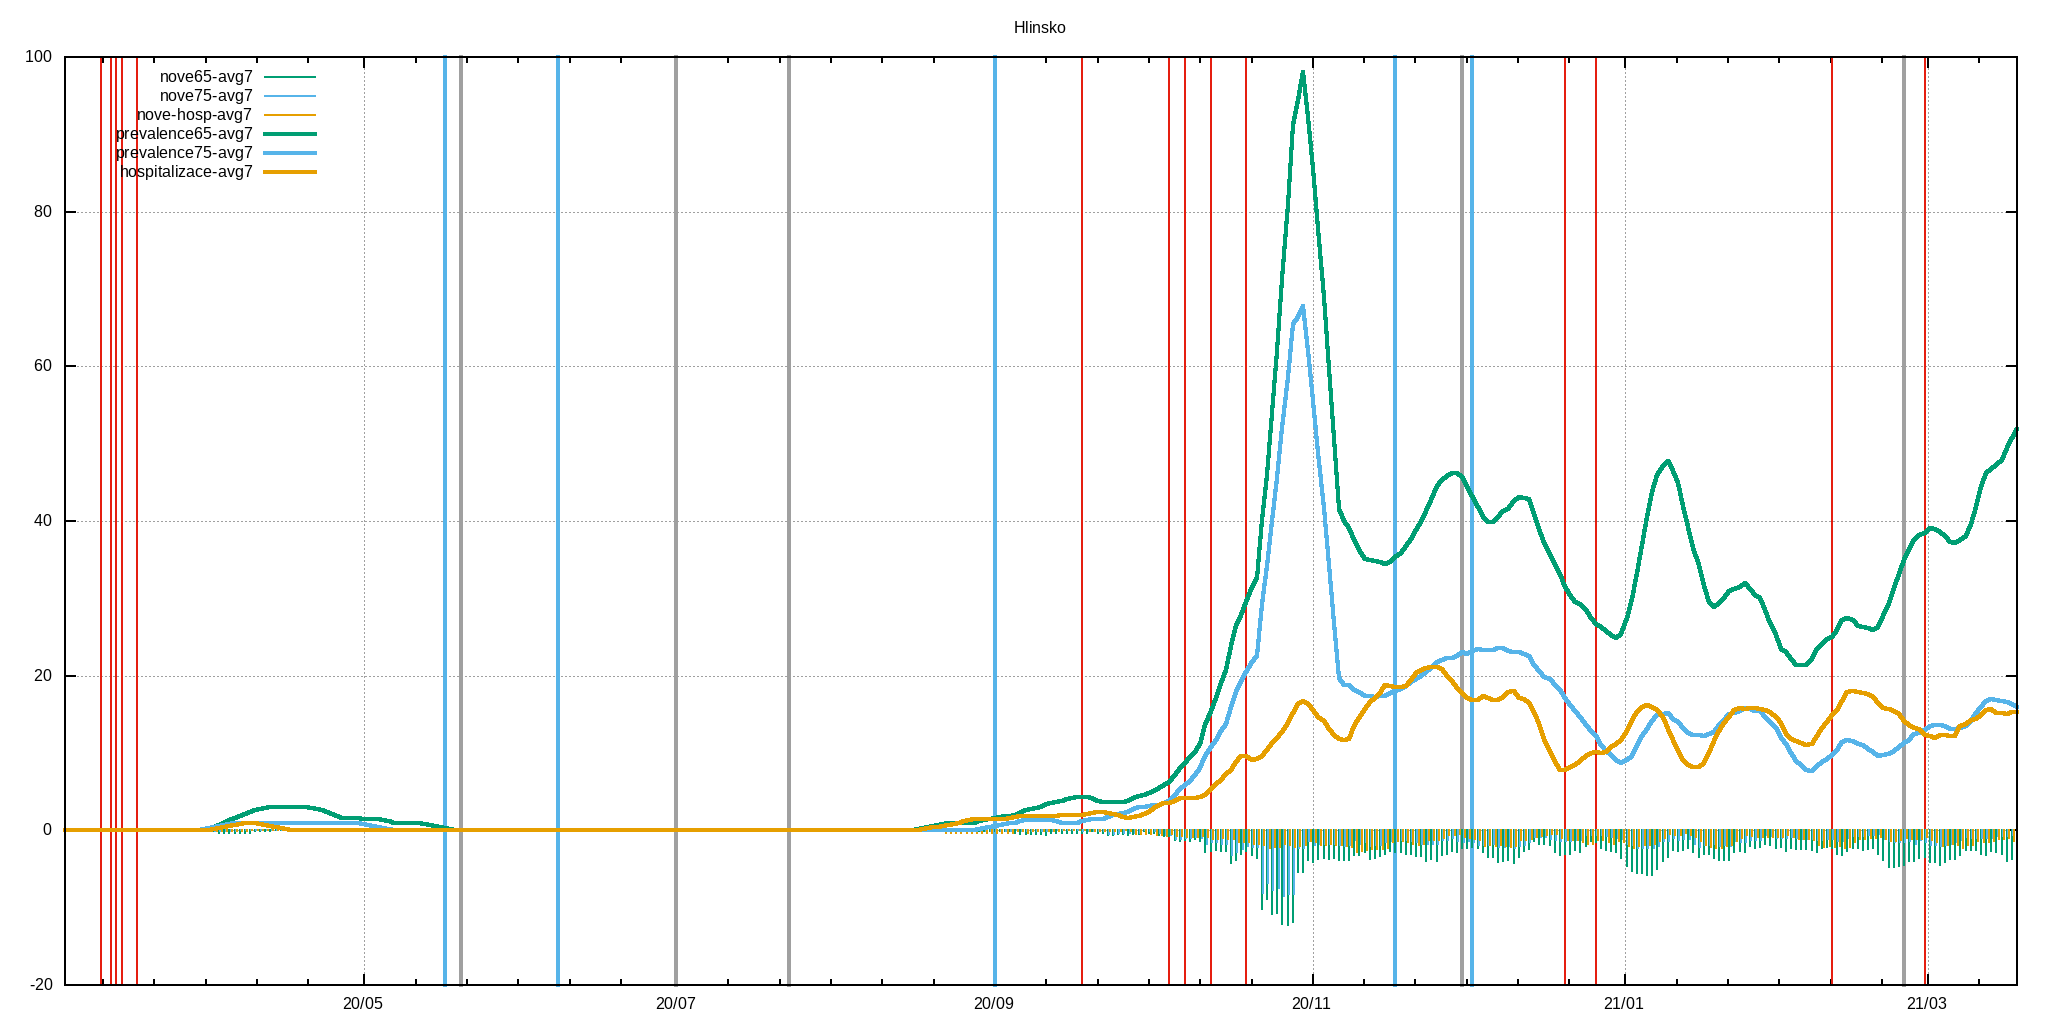 Hlinsko
100
80
60
40
20
0
-20
nove65-avg7
nove75-avg7
nove-hosp-avg7
prevalence65-avg7
prevalence75-avg7
hospitalizace-avg7
20/05
20/07
20/09
20/11
21/01
21/03